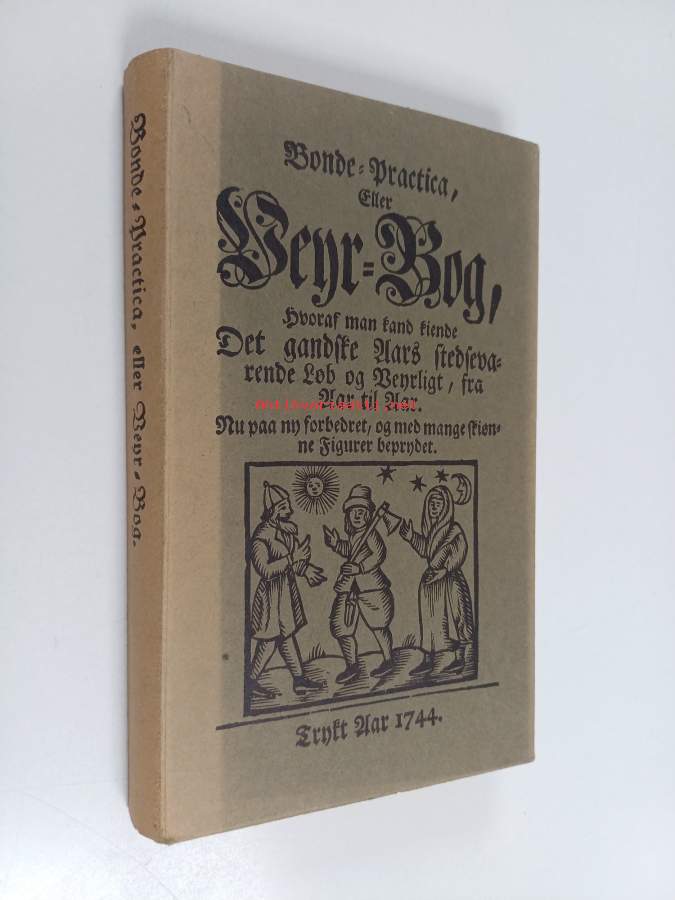 Bonde-Practica, eller Veyr-Bog.
Bonde-Practica,
Eller
Veyr-Bog,
Hvoraf man kand kiende
Det gandske Aars stedseva-
rende Løb og Veyrligt, fra
Aar til Aar.
Nu paa ny forbedret, og med mange skiøn-
ne Figurer beprydet.
Trykt Aar 1744.